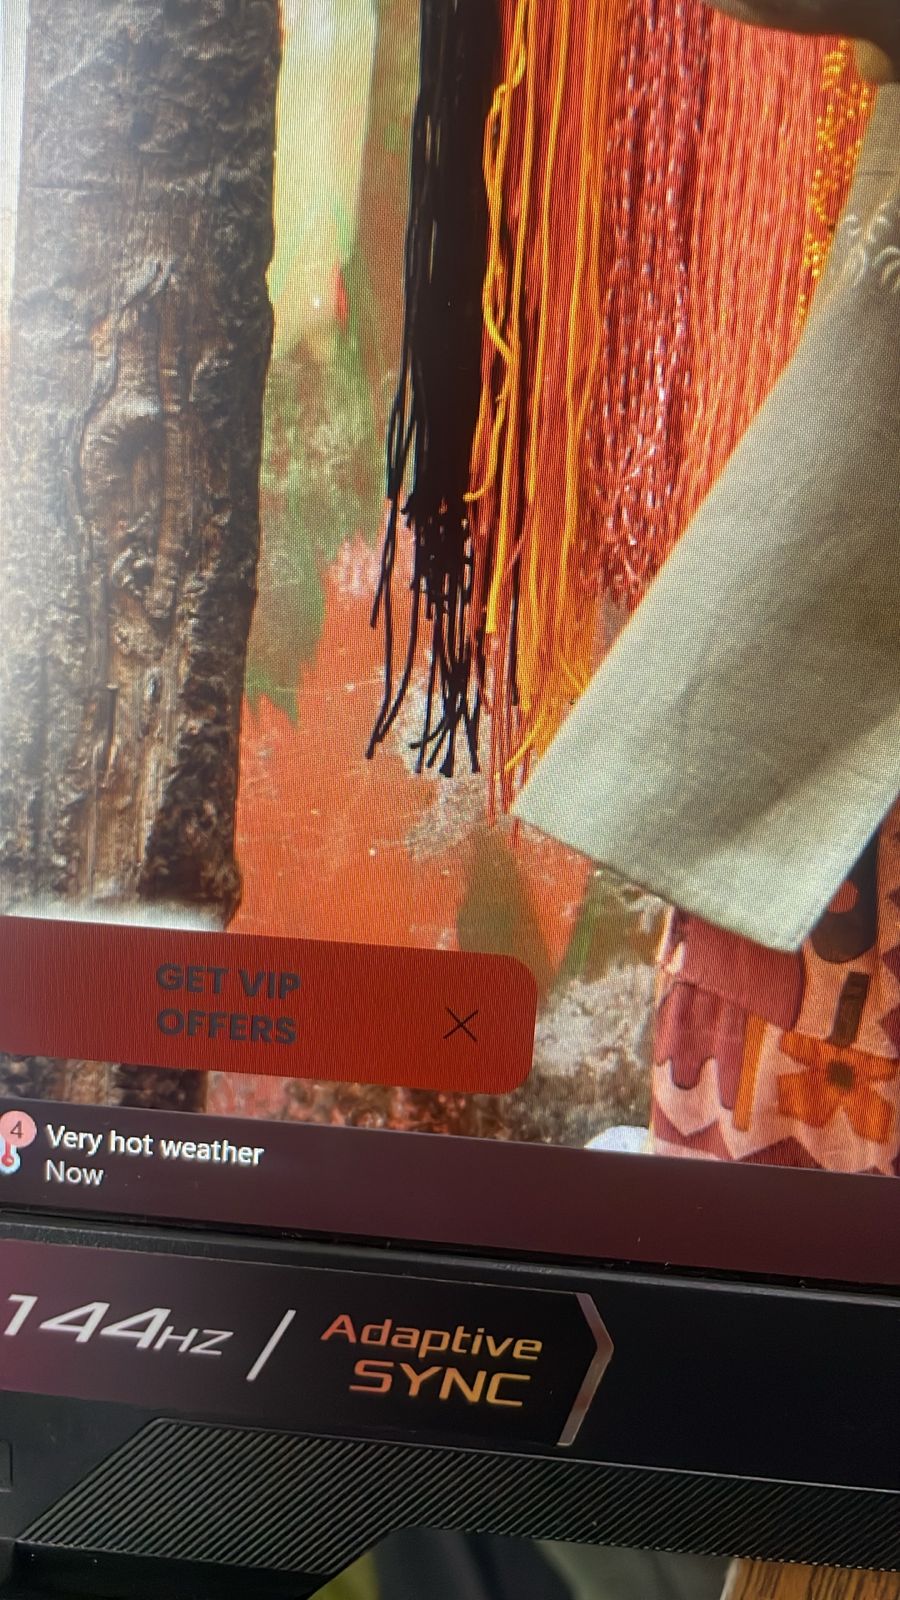 GET VIP
OFFERS
4
Very hot weather
Now
144HZ / Adaptive
SYNC